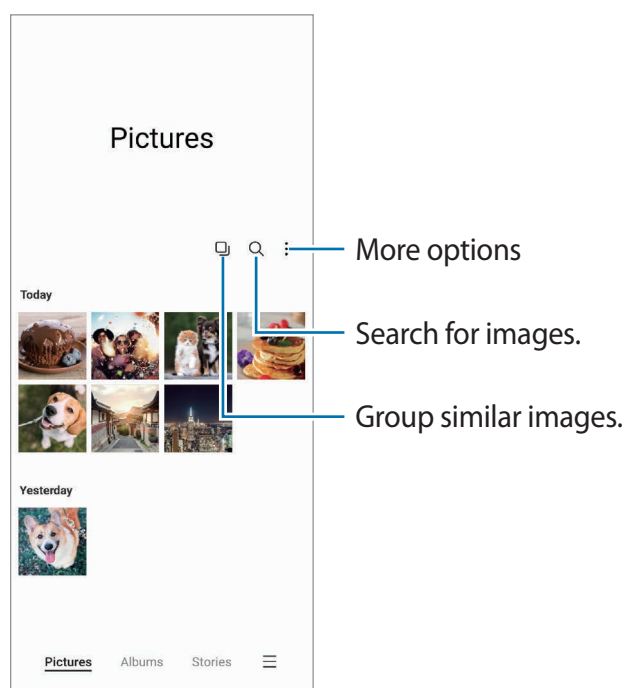 Pictures
More options
Today
Search for images.
Group similar images.
Yesterday
Pictures Albums Stories